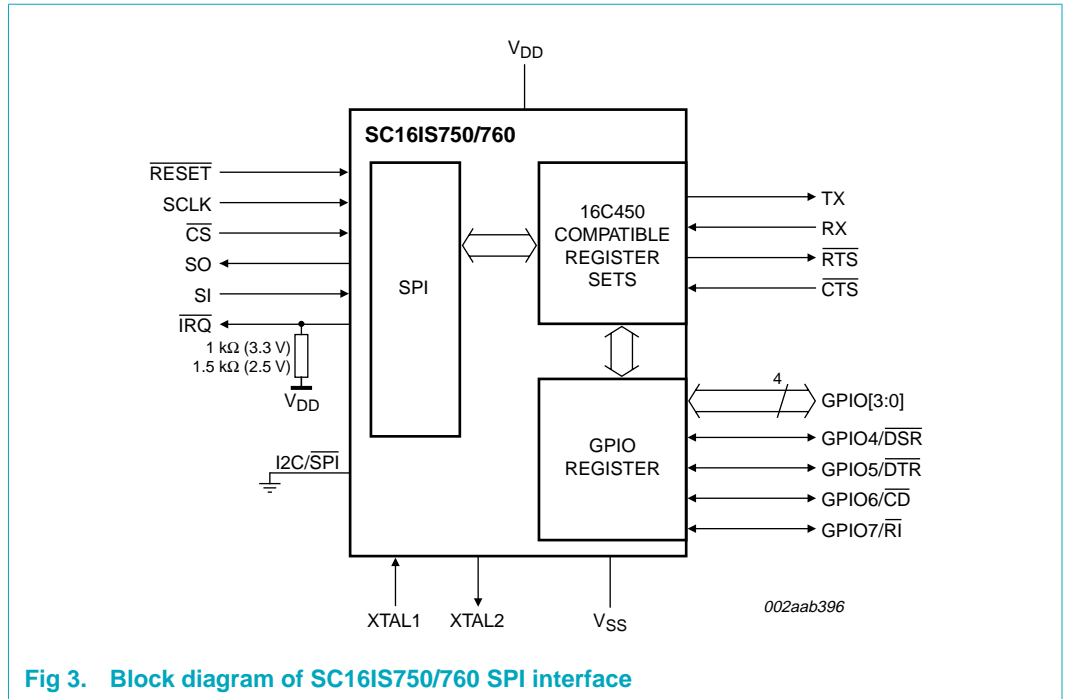 VDD
SC16IS750/760
RESET
SCLK
CS
SO
SI
IRQ
1 kΩ (3.3 V)
1.5 kΩ (2.5 V)
VDD
I2C/SPI
SPI
16C450
COMPATIBLE
REGISTER
SETS
TX
RX
RTS
CTS
GPIO
REGISTER
4
GPIO[3:0]
GPIO4/DSR
GPIO5/DTR
GPIO6/CD
GPIO7/RI
XTAL1
XTAL2
VSS
002aab396
Fig 3. Block diagram of SC16IS750/760 SPI interface